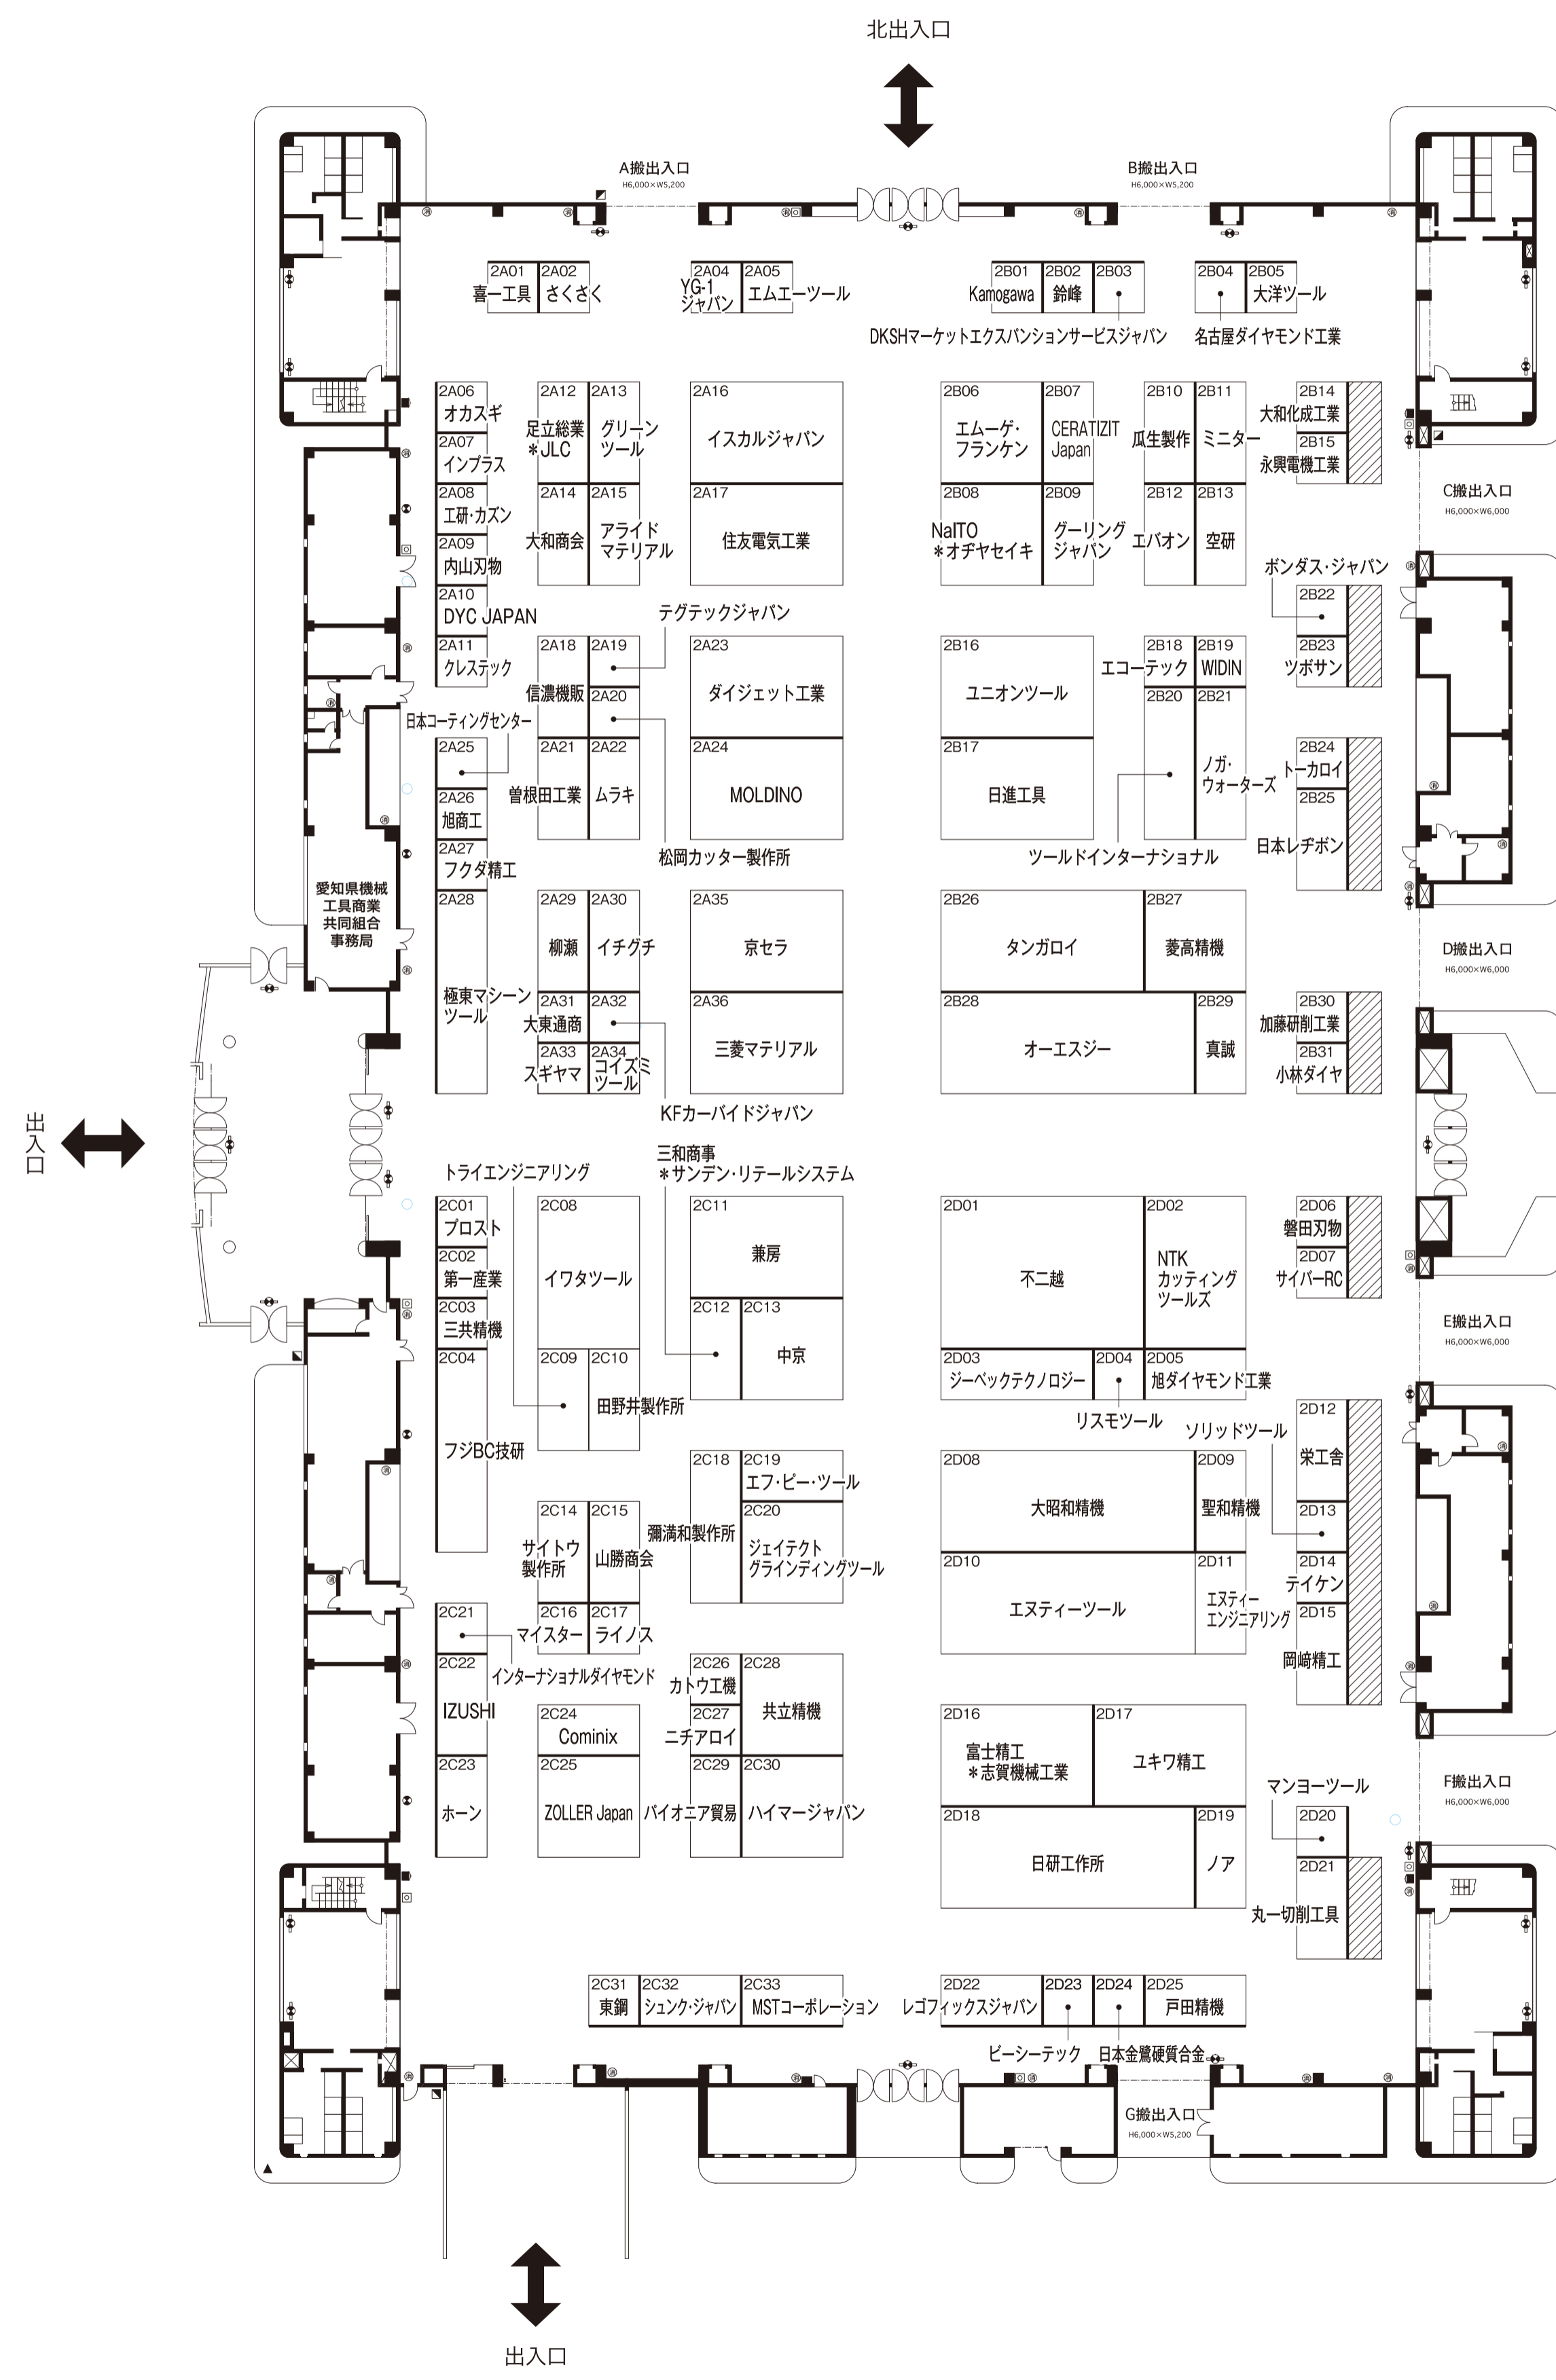 北出入口
A搬出入口
H6,000×W5,200
B搬出入口
H6,000×W5,200
2A01
喜一工具
2A02
さくさく
2A04
YG-1
ジャパン
2A05
エムエーツール
2B01
Kamogawa
2B02
鈴峰
2B03
DKSHマーケットエクスパンションサービスジャパン
2B04
名古屋ダイヤモンド工業
2B05
大洋ツール
2A06
オカスギ
2A07
インプラス
2A08
工研・カズン
2A09
内山刃物
2A10
DYC JAPAN
2A11
クレステック
2A12
足立総業
＊JLC
2A13
グリーン
ツール
2A14
大和商会
2A15
アライド
マテリアル
2A16
イスカルジャパン
2A17
住友電気工業
2B06
エムーゲ・
フランケン
2B07
CERATIZIT
Japan
2B08
NaITO
＊オヂヤセイキ
2B09
グーリング
ジャパン
2B10
瓜生製作
2B11
ミニター
2B12
エバオン
2B13
空研
2B14
大和化成工業
2B15
永興電機工業
C搬出入口
H6,000×W6,000
テグテックジャパン
2A18
信濃機販
2A19
2A20
2A21
曽根田工業
2A22
ムラキ
松岡カッター製作所
2A23
ダイジェット工業
2A24
MOLDINO
2B16
ユニオンツール
2B17
日進工具
2B18
エコーテック
2B19
WIDIN
2B20
ツールドインターナショナル
2B21
ノガ・
ウォーターズ
ボンダス・ジャパン
2B22
2B23
ツボサン
2B24
トーカロイ
2B25
日本レヂボン
日本コーティングセンター
2A25
2A26
旭商工
2A27
フクダ精工
2A28
極東マシーン
ツール
愛知県機械
工具商業
共同組合
事務局
2A29
柳瀬
2A30
イチグチ
2A31
大東通商
2A32
KFカーバイドジャパン
2A33
スギヤマ
2A34
コイズミ
ツール
2A35
京セラ
2A36
三菱マテリアル
2B26
タンガロイ
2B27
菱高精機
2B28
オーエスジー
2B29
真誠
2B30
加藤研削工業
2B31
小林ダイヤ
D搬出入口
H6,000×W6,000
出入口
トライエンジニアリング
三和商事
＊サンデン・リテールシステム
2C01
プロスト
2C02
第一産業
2C03
三共精機
2C04
フジBC技研
2C08
イワタツール
2C09
2C10
田野井製作所
2C11
兼房
2C12
2C13
中京
2D01
不二越
2D02
NTK
カッティング
ツールズ
2D03
ジーベックテクノロジー
2D04
リスモツール
2D05
旭ダイヤモンド工業
2D06
磐田刃物
2D07
サイバーRC
E搬出入口
H6,000×W6,000
2C14
サイトウ
製作所
2C15
山勝商会
2C16
マイスター
2C17
ライノス
2C18
彌満和製作所
2C19
エフ・ピー・ツール
2C20
ジェイテクト
グラインディングツール
2D08
大昭和精機
2D09
聖和精機
2D10
エヌティーツール
2D11
エヌティー
エンジニアリング
ソリッドツール
2D12
栄工舎
2D13
2D14
テイケン
2D15
岡﨑精工
2C21
インターナショナルダイヤモンド
2C22
IZUSHI
2C23
ホーン
2C24
Cominix
2C25
ZOLLER Japan
2C26
カトウ工機
2C27
ニチアロイ
2C28
共立精機
2C29
パイオニア貿易
2C30
ハイマージャパン
2D16
富士精工
＊志賀機械工業
2D17
ユキワ精工
2D18
日研工作所
2D19
ノア
マンヨーツール
2D20
2D21
丸一切削工具
F搬出入口
H6,000×W6,000
2C31
東鋼
2C32
シュンク・ジャパン
2C33
MSTコーポレーション
2D22
レゴフィックスジャパン
2D23
ビーシーテック
2D24
日本金鷺硬質合金
2D25
戸田精機
G搬出入口
H6,000×W5,200
出入口